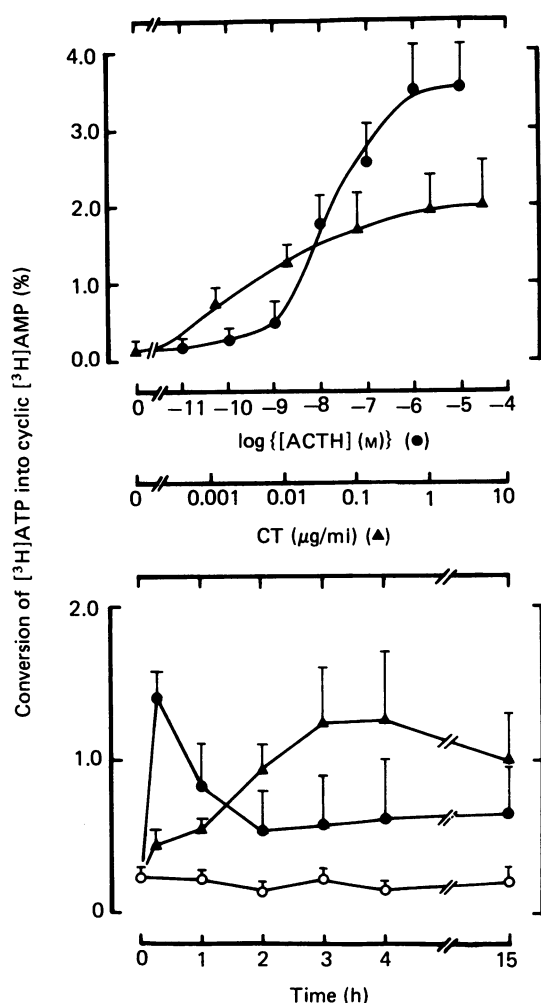 4.0
3.0
2.0
1.0
0.0
0 −11 −10 −9 −8 −7 −6 −5 −4
log {[ACTH] (M)} (●)
0 0.001 0.01 0.1 1 10
CT (μg/ml) (▲)
Conversion of [³H]ATP into cyclic [³H]AMP (%)
2.0
1.0
0
0 1 2 3 4 15
Time (h)